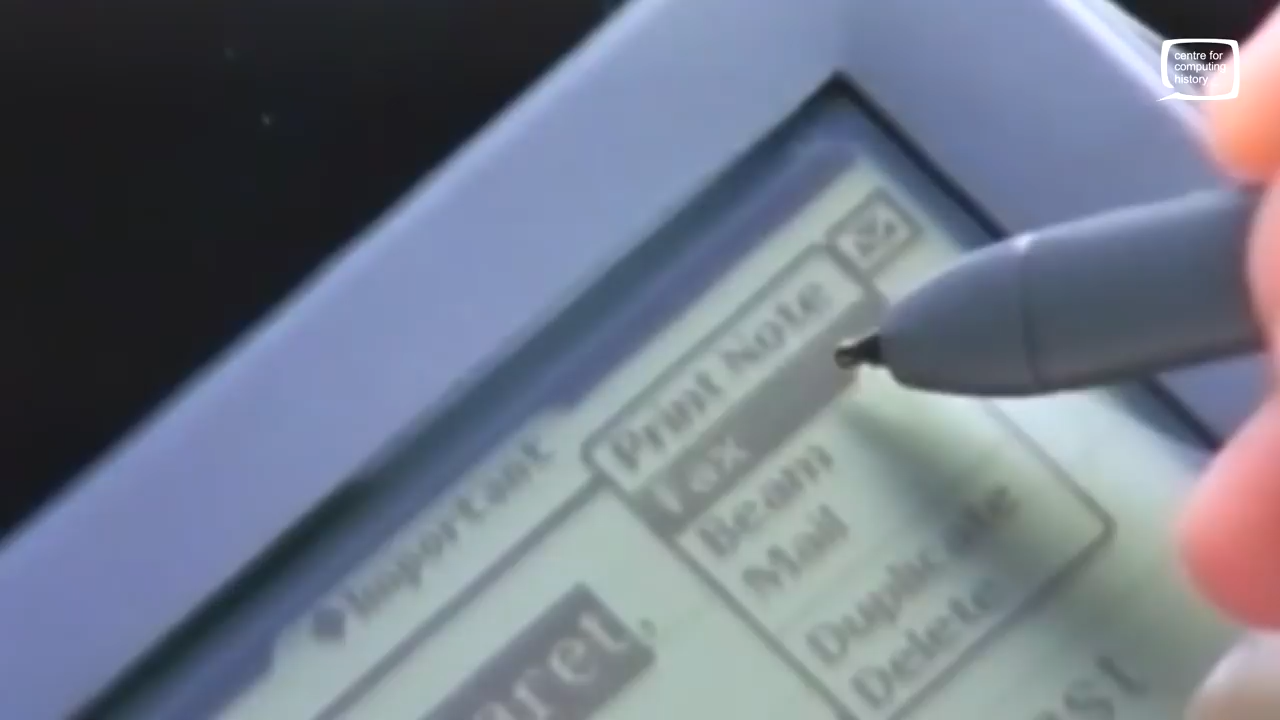 centre for
computing
history
Important
Print Note
Fax
Beam
Mail
Duplicate
Delete